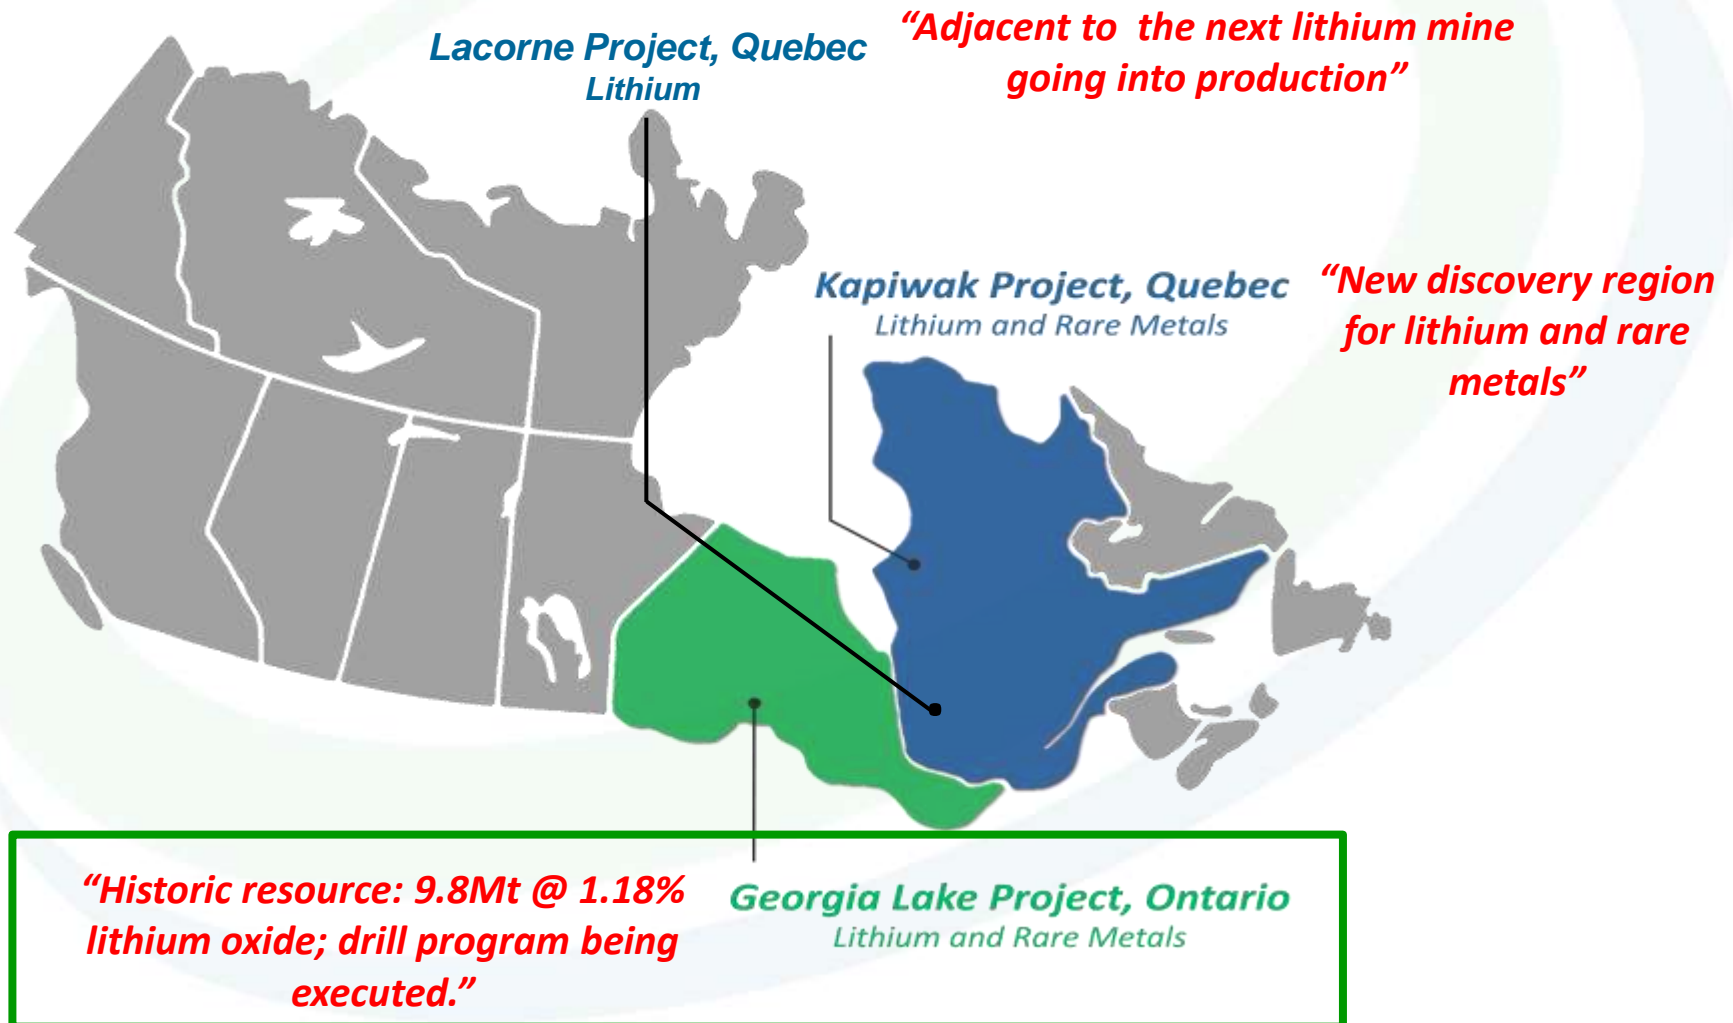 Lacorne Project, Quebec
Lithium
“Adjacent to the next lithium mine
going into production”
Kapiwak Project, Quebec
Lithium and Rare Metals
“New discovery region
for lithium and rare
metals”
“Historic resource: 9.8Mt @ 1.18%
lithium oxide; drill program being
executed.”
Georgia Lake Project, Ontario
Lithium and Rare Metals